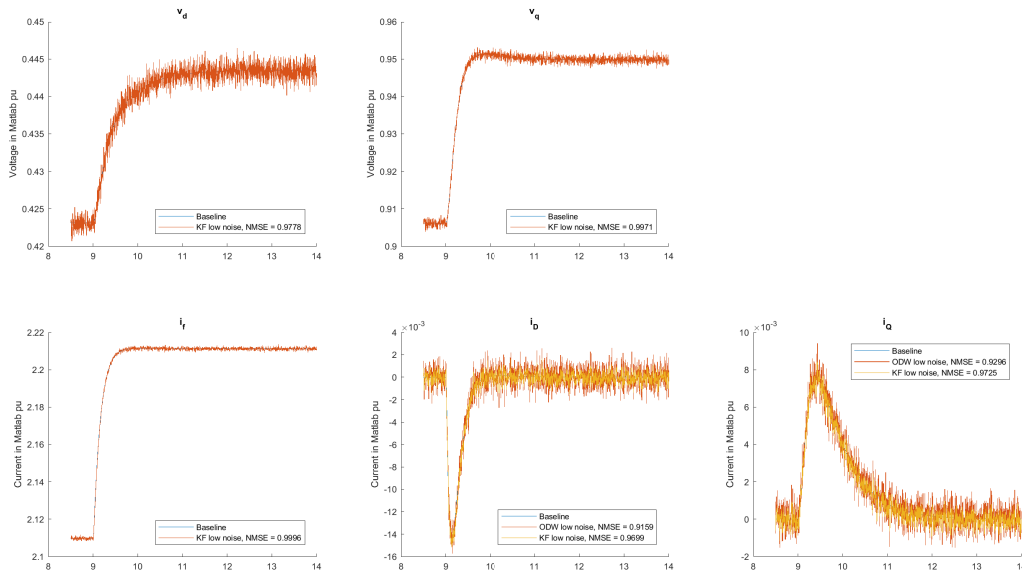 v_d
0.45
0.445
0.44
0.435
0.43
0.425
0.42
Voltage in Matlab pu
8 9 10 11 12 13 14
Baseline
KF low noise, NMSE = 0.9778
v_q
0.96
0.95
0.94
0.93
0.92
0.91
0.9
Voltage in Matlab pu
8 9 10 11 12 13 14
Baseline
KF low noise, NMSE = 0.9971
i_f
2.22
2.2
2.18
2.16
2.14
2.12
2.1
Current in Matlab pu
8 9 10 11 12 13 14
Baseline
KF low noise, NMSE = 0.9996
i_D
×10⁻³
4
2
0
-2
-4
-6
-8
-10
-12
-14
-16
Current in Matlab pu
8 9 10 11 12 13 14
Baseline
ODW low noise, NMSE = 0.9159
KF low noise, NMSE = 0.9699
i_Q
×10⁻³
10
8
6
4
2
0
-2
Current in Matlab pu
8 9 10 11 12 13 14
Baseline
ODW low noise, NMSE = 0.9296
KF low noise, NMSE = 0.9725